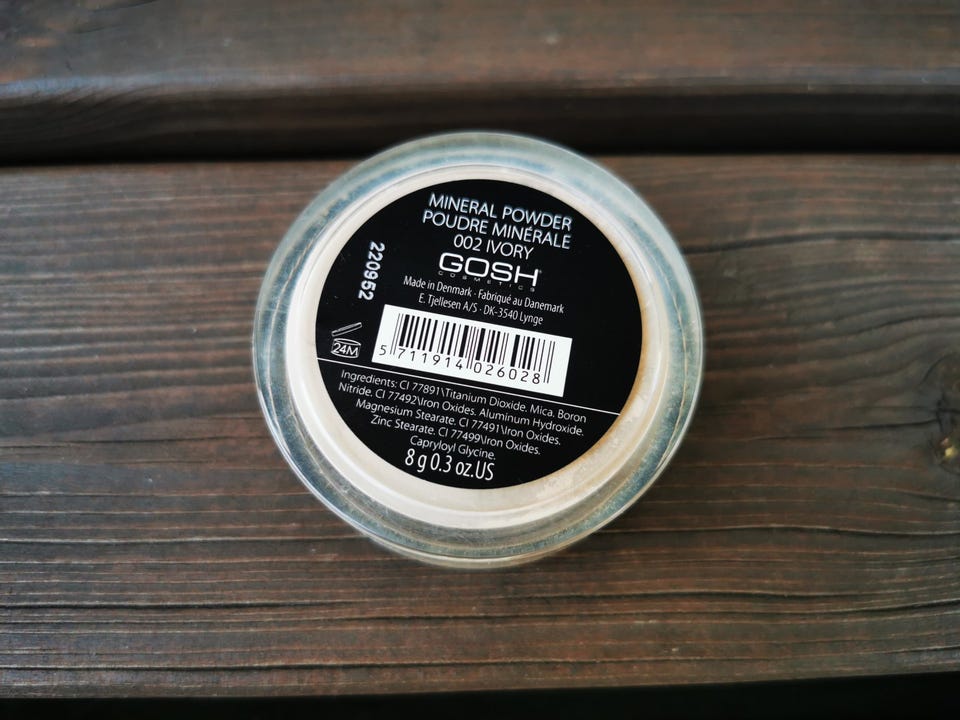 MINERAL POWDER
POUDRE MINÉRALE
002 IVORY
GOSH
COSMETICS
Made in Denmark · Fabriqué au Danemark
E. Tjellesen A/S · DK-3540 Lynge
220952
24M
5 711914 026028
Ingredients: CI 77891\Titanium Dioxide. Mica. Boron
Nitride. CI 77492\Iron Oxides. Aluminum Hydroxide.
Magnesium Stearate. CI 77491\Iron Oxides.
Zinc Stearate. CI 77499\Iron Oxides.
Capryloyl Glycine.
8 g 0.3 oz.US